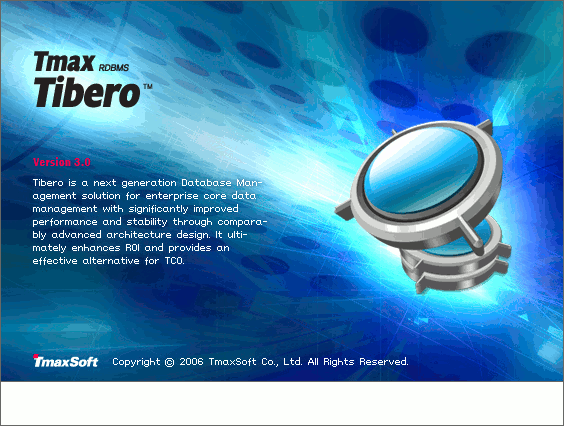 Tmax RDBMS
Tibero™
Version 3.0
Tibero is a next generation Database Man-
agement solution for enterprise core data
management with significantly improved
performance and stability through compara-
bly advanced architecture design. It ulti-
mately enhances ROI and provides an
effective alternative for TCO.
TmaxSoft Copyright © 2006 TmaxSoft Co., Ltd. All Rights Reserved.